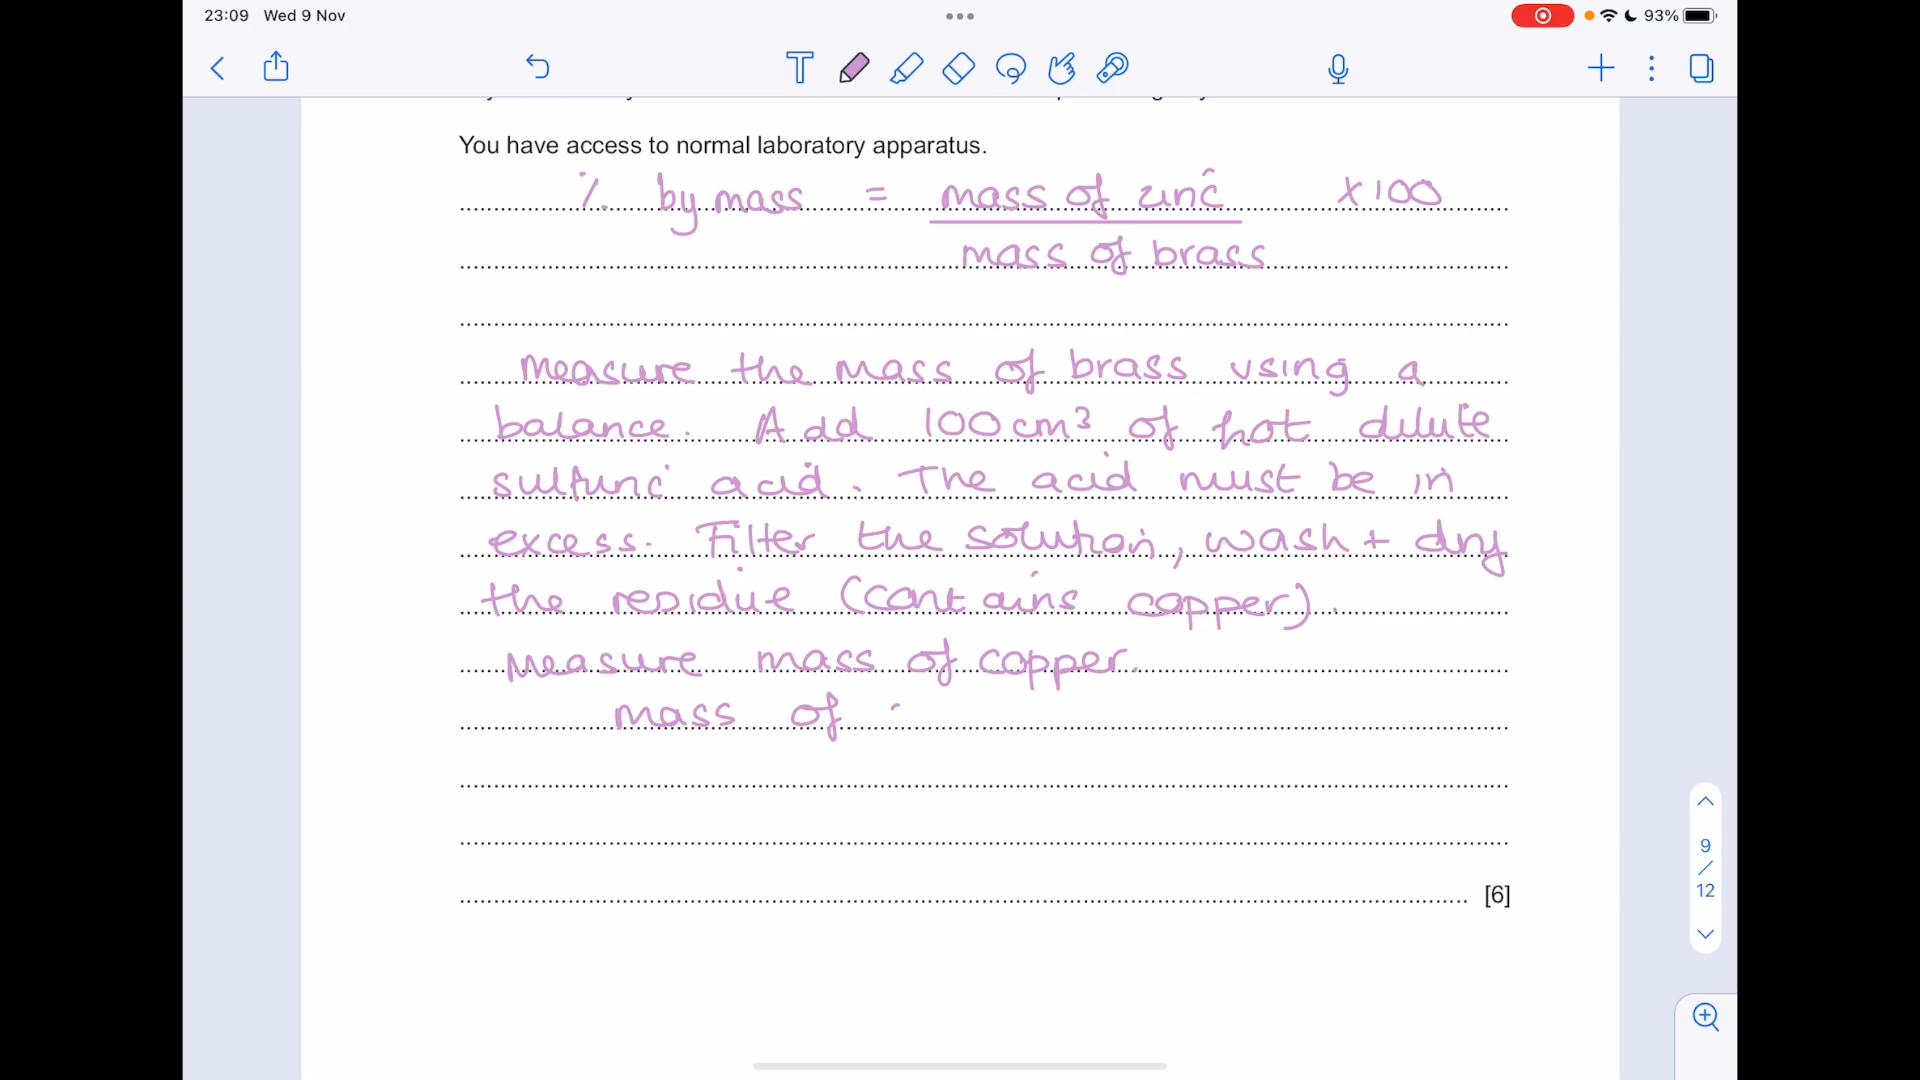 23:09 Wed 9 Nov
93%
You have access to normal laboratory apparatus.
% by mass = mass of zinc × 100
mass of brass
Measure the mass of brass using a
balance. Add 100 cm³ of hot dilute
sulfuric acid. The acid must be in
excess. Filter the solution, wash + dry
the residue (contains copper).
Measure mass of copper.
mass of
[6]
9
/
12